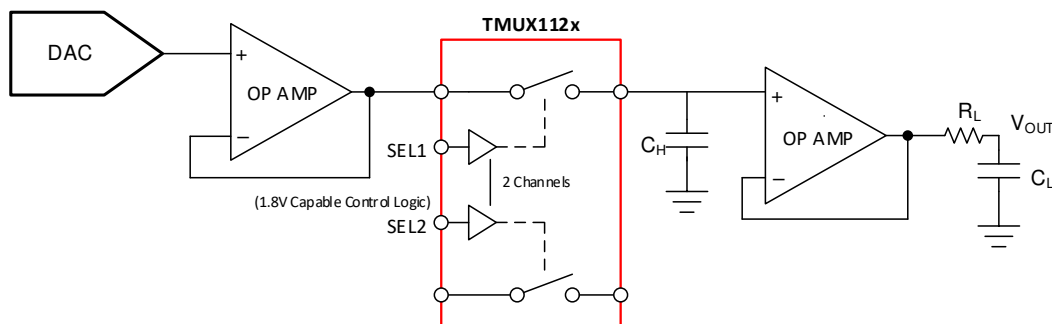 TMUX112x
DAC
+
OP AMP
−
SEL1
2 Channels
(1.8V Capable Control Logic)
SEL2
CH
+
OP AMP
−
RL
VOUT
CL